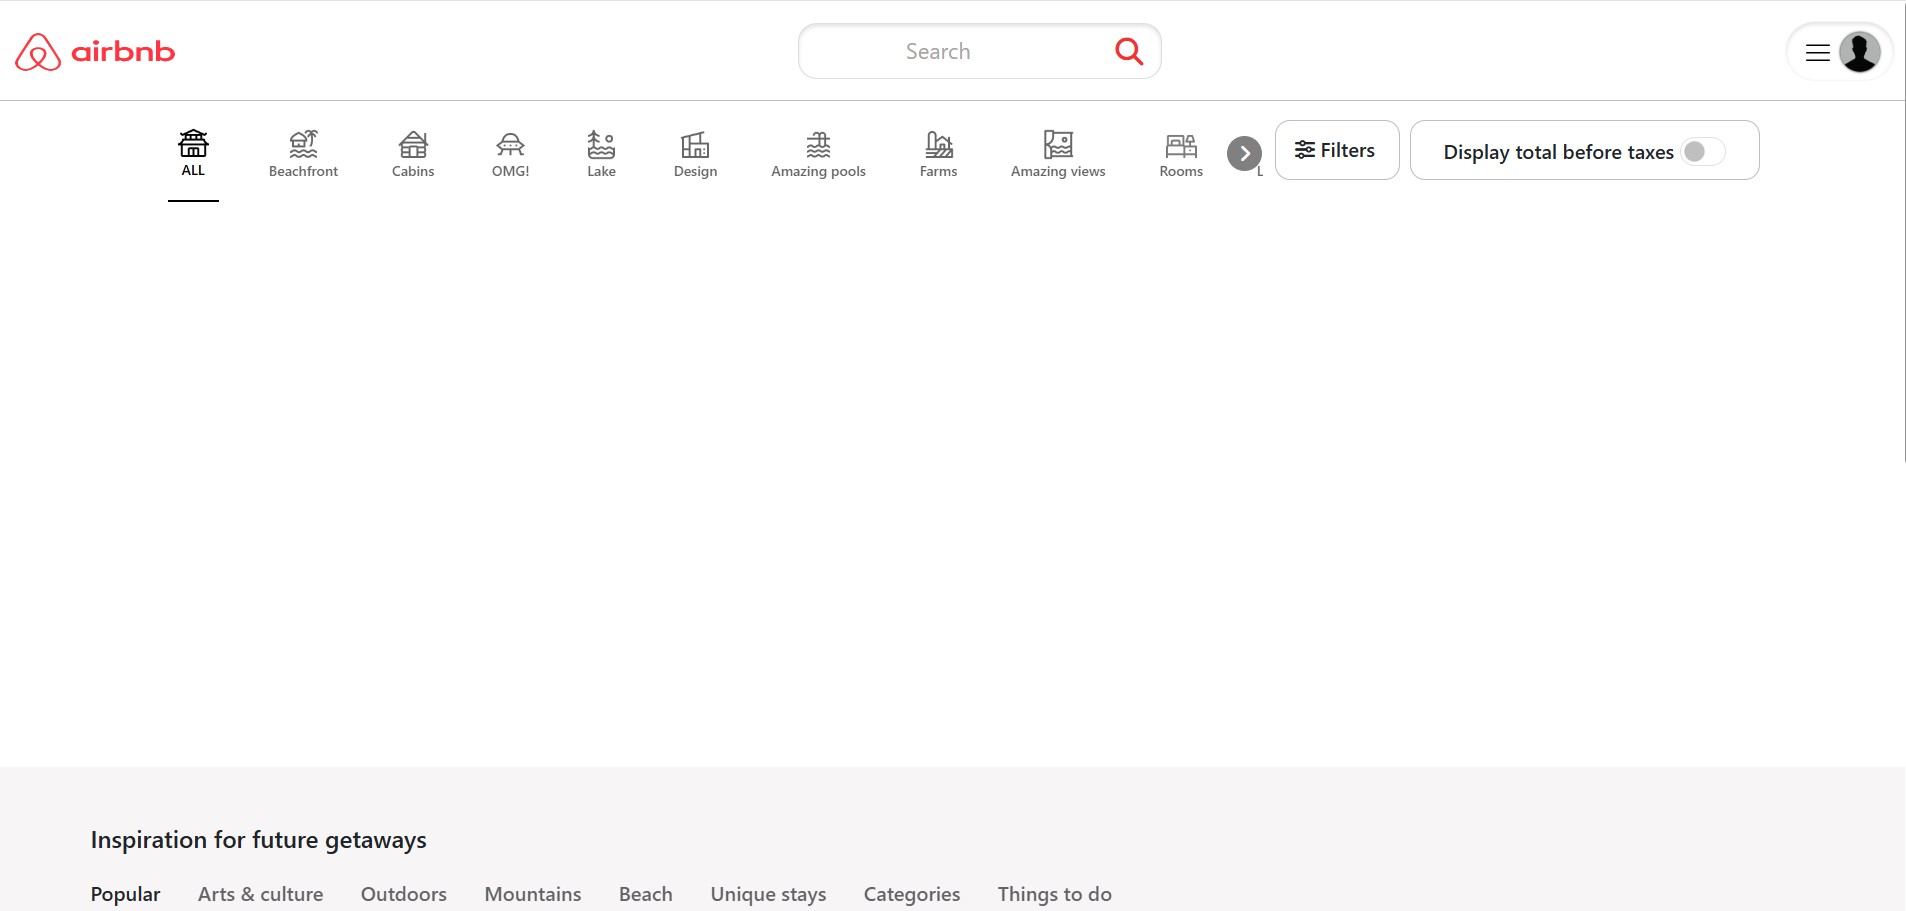 airbnb
Search
ALL
Beachfront
Cabins
OMG!
Lake
Design
Amazing pools
Farms
Amazing views
Rooms
L
Filters
Display total before taxes
Inspiration for future getaways
Popular Arts & culture Outdoors Mountains Beach Unique stays Categories Things to do